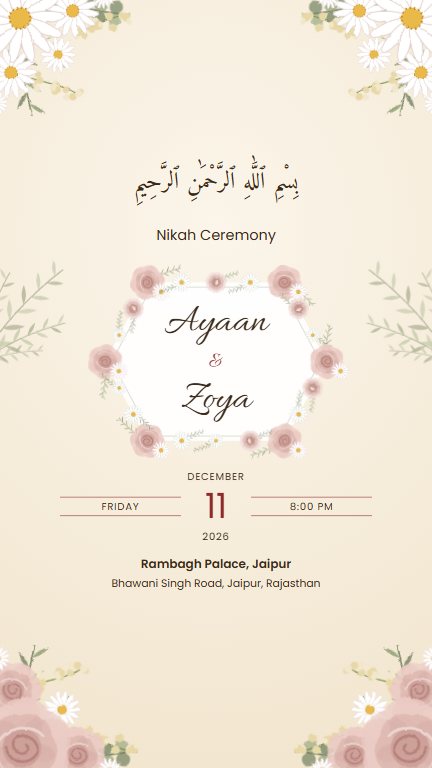 بِسْمِ ٱللَّٰهِ ٱلرَّحْمَٰنِ ٱلرَّحِيمِ
Nikah Ceremony
Ayaan
&
Zoya
DECEMBER
FRIDAY 11 8:00 PM
2026
Rambagh Palace, Jaipur
Bhawani Singh Road, Jaipur, Rajasthan